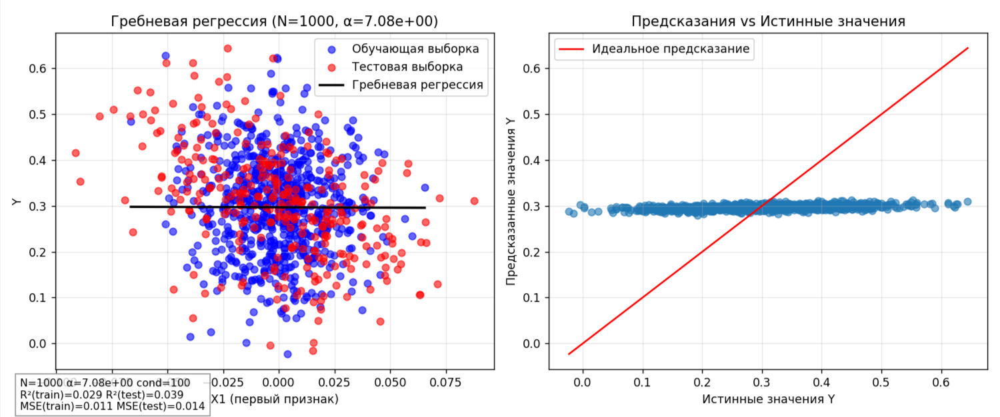 Гребневая регрессия (N=1000, α=7.08e+00)
Обучающая выборка
Тестовая выборка
Гребневая регрессия
Y
0.6
0.5
0.4
0.3
0.2
0.1
0.0
0.025 0.000 0.025 0.050 0.075
X1 (первый признак)
N=1000 α=7.08e+00 cond=100
R²(train)=0.029 R²(test)=0.039
MSE(train)=0.011 MSE(test)=0.014
Предсказания vs Истинные значения
Идеальное предсказание
Предсказанные значения Y
0.6
0.5
0.4
0.3
0.2
0.1
0.0
0.0 0.1 0.2 0.3 0.4 0.5 0.6
Истинные значения Y